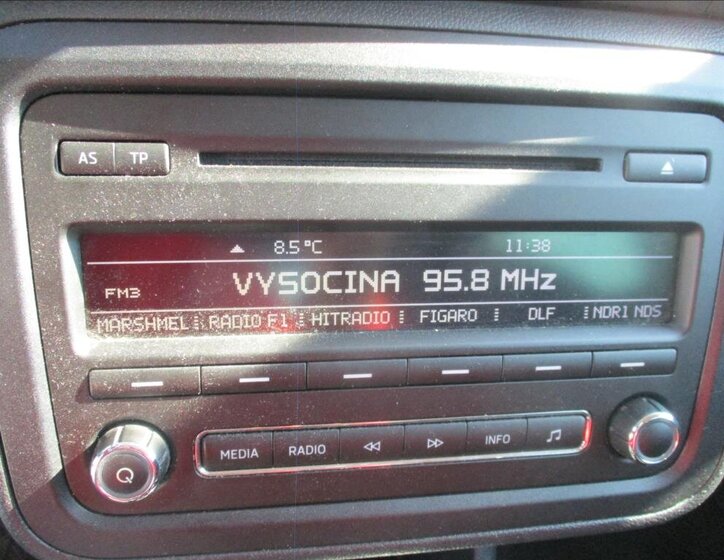 AS TP
8.5°C 11:38
VYSOCINA 95.8 MHz
FM3
MARSHMEL RADIO F1 HITRADIO FIGARO DLF NDR1 NDS
MEDIA RADIO INFO